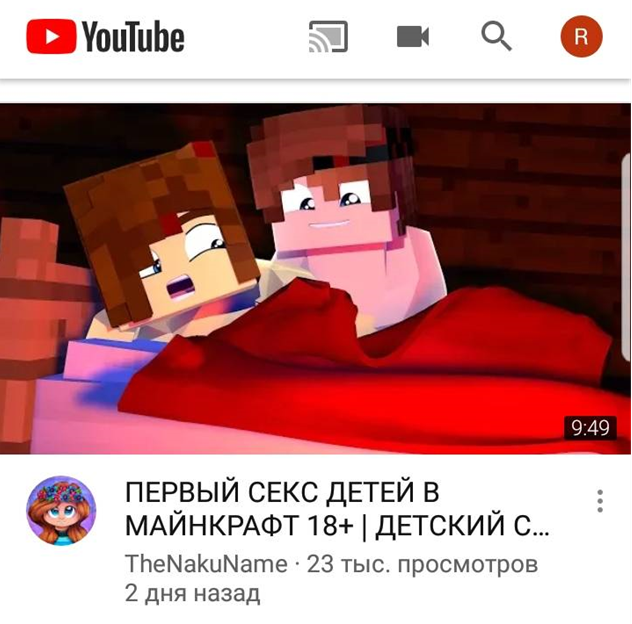 YouTube
R
9:49
ПЕРВЫЙ СЕКС ДЕТЕЙ В
МАЙНКРАФТ 18+ | ДЕТСКИЙ С...
TheNakuName · 23 тыс. просмотров
2 дня назад